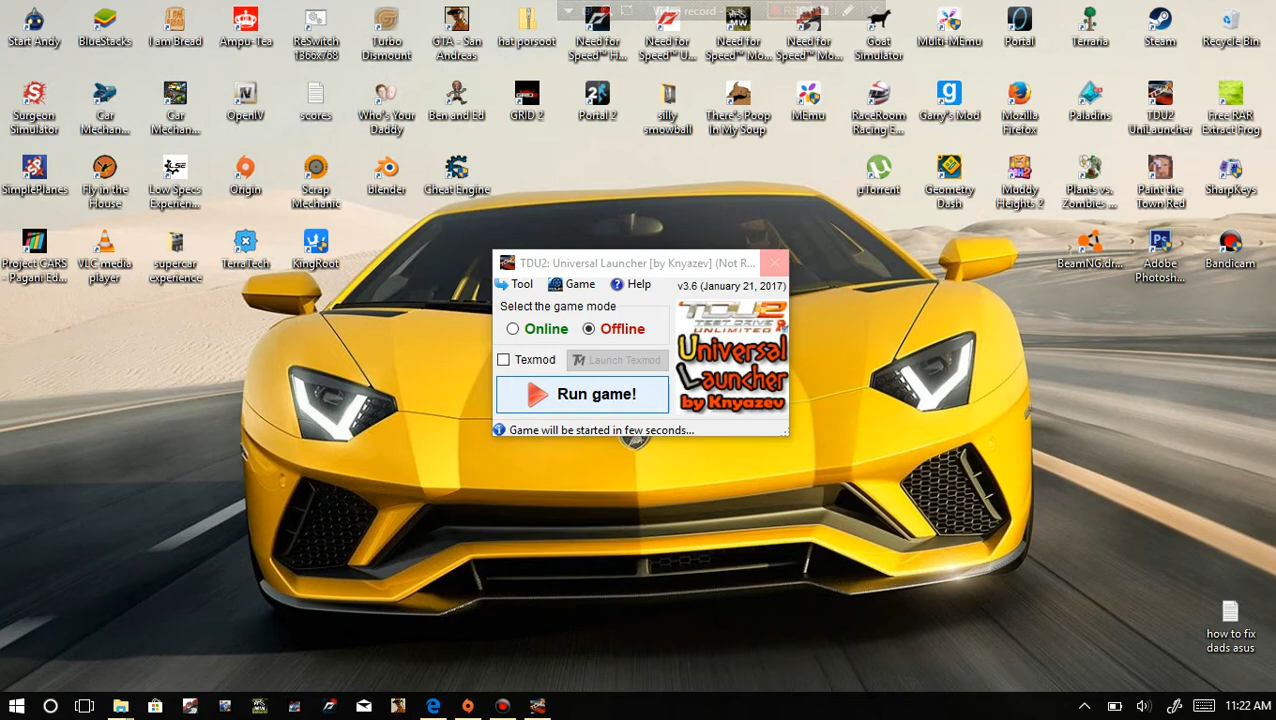 Video record
REC
Start Andy
BlueStacks
I am Bread
Ampu-Tea
ReSwitch
1366x768
Turbo
Dismount
GTA - San
Andreas
hat porsoot
Need for
Speed™ H...
Need for
Speed™ U...
Need for
Speed™ Mo...
Need for
Speed™ Mo...
Goat
Simulator
Multi-MEmu
Portal
Terraria
Steam
Recycle Bin
Surgeon
Simulator
Car
Mechan...
Car
Mechan...
OpenIV
scores
Who's Your
Daddy
Ben and Ed
GRID 2
Portal 2
silly
smowball
There's Poop
In My Soup
MEmu
RaceRoom
Racing E...
Garry's Mod
Mozilla
Firefox
Paladins
TDU2
UniLauncher
Free RAR
Extract Frog
SimplePlanes
Fly in the
House
Low Specs
Experien...
Origin
Scrap
Mechanic
blender
Cheat Engine
µTorrent
Geometry
Dash
Muddy
Heights 2
Plants vs.
Zombies ...
Paint the
Town Red
SharpKeys
Project CARS
- Pagani Ed...
VLC media
player
supercar
experience
TerraTech
KingRoot
BeamNG.dr...
Adobe
Photosh...
Bandicam
TDU2: Universal Launcher [by Knyazev] (Not R...
Tool
Game
Help
v3.6 (January 21, 2017)
Select the game mode
Online
Offline
Texmod
Launch Texmod
Run game!
TDU2
TEST DRIVE
UNLIMITED
Universal
Launcher
by Knyazev
Game will be started in few seconds...
how to fix
dads asus
11:22 AM